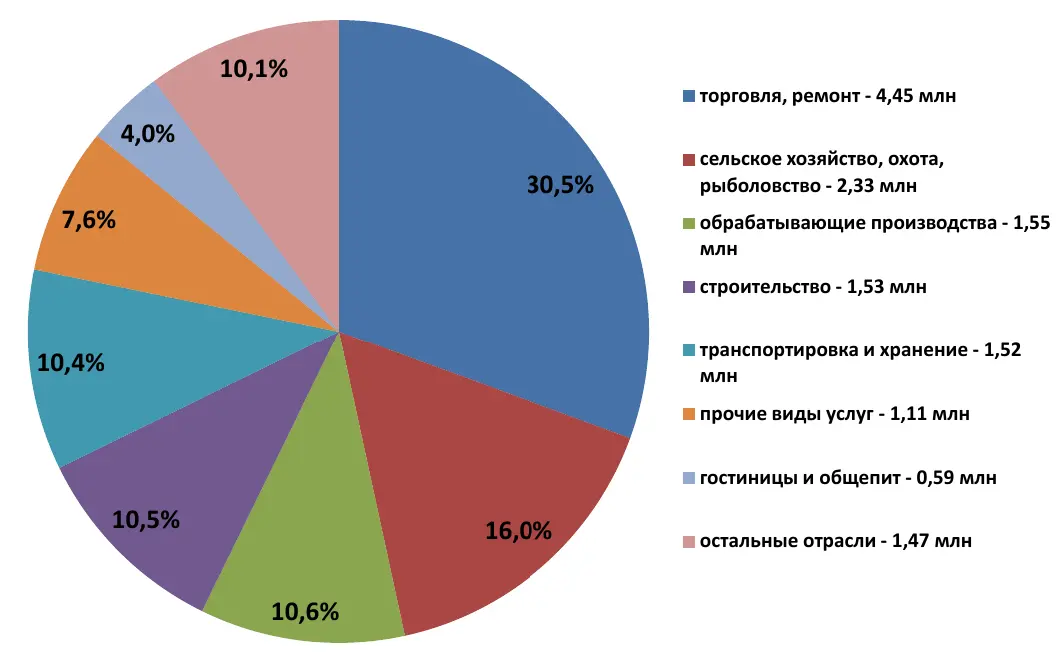 10,1%
4,0%
30,5%
7,6%
10,4%
10,5%
16,0%
10,6%
торговля, ремонт - 4,45 млн
сельское хозяйство, охота,
рыболовство - 2,33 млн
обрабатывающие производства - 1,55
млн
строительство - 1,53 млн
транспортировка и хранение - 1,52
млн
прочие виды услуг - 1,11 млн
гостиницы и общепит - 0,59 млн
остальные отрасли - 1,47 млн